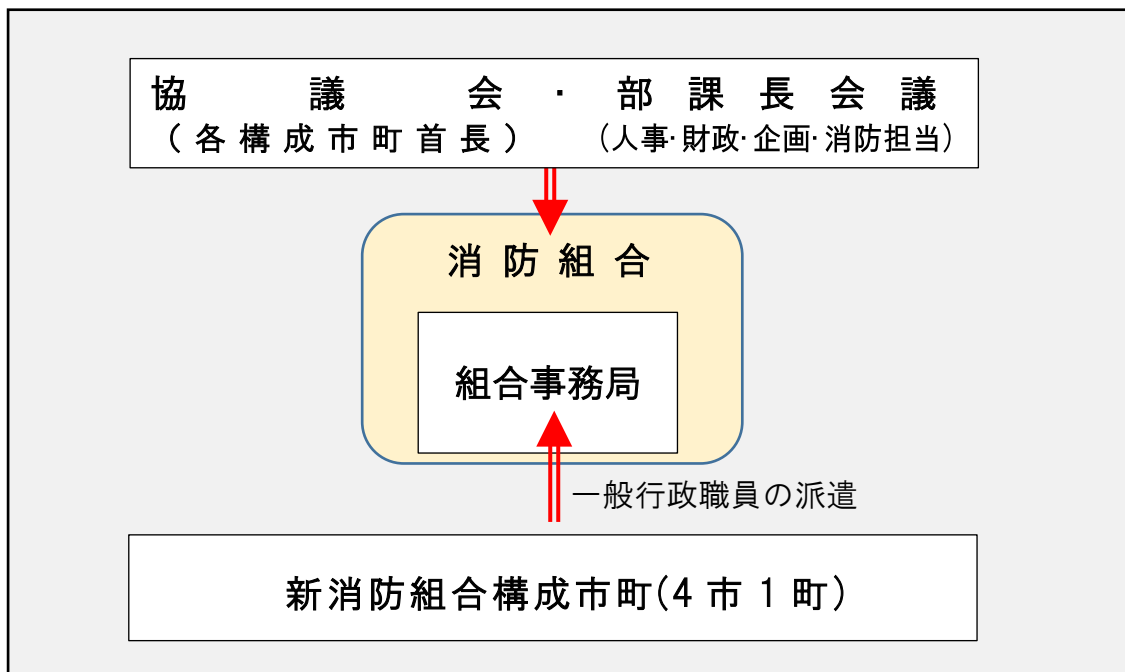 協議会・部課長会議
(各構成市町首長) (人事・財政・企画・消防担当)
消防組合
組合事務局
一般行政職員の派遣
新消防組合構成市町(4市1町)